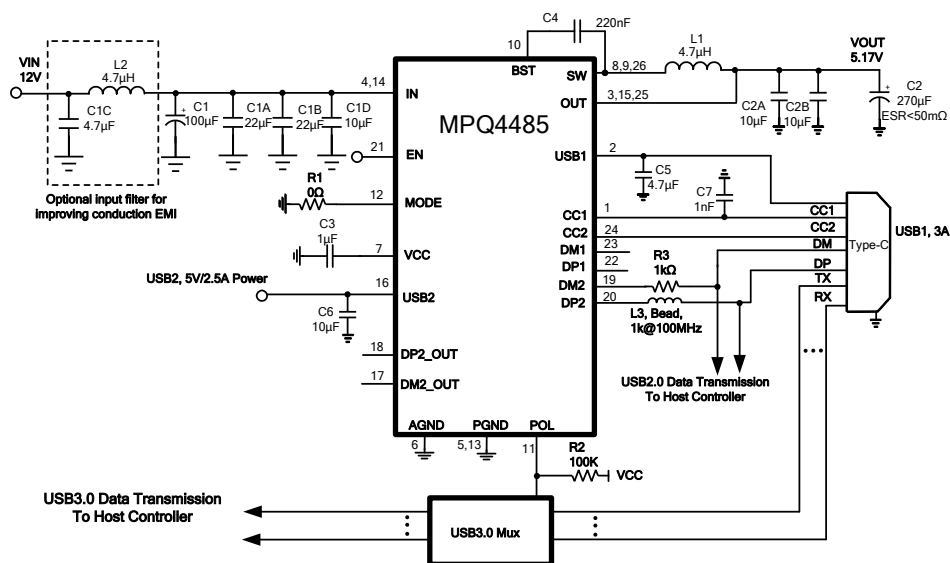 C4
220nF
10
BST
VIN
12V
L2
4.7µH
C1C
4.7µF
C1
100µF
+
C1A
22µF
C1B
22µF
C1D
10µF
4,14
IN
Optional input filter for
improving conduction EMI
21
EN
R1
0Ω
12
MODE
C3
1µF
7
VCC
USB2, 5V/2.5A Power
16
USB2
C6
10µF
18
DP2_OUT
17
DM2_OUT
MPQ4485
SW
8,9,26
L1
4.7µH
VOUT
5.17V
OUT
3,15,25
C2A
10µF
C2B
10µF
+
C2
270µF
ESR<50mΩ
USB1
2
C5
4.7µF
C7
1nF
CC1
1
CC1
CC2
24
CC2
DM1
23
DM
DP1
22
DP
DM2
19
R3
1kΩ
TX
DP2
20
L3, Bead,
1k@100MHz
RX
Type-C
USB1, 3A
USB2.0 Data Transmission
To Host Controller
AGND
6
PGND
5,13
POL
11
R2
100K
VCC
USB3.0 Data Transmission
To Host Controller
USB3.0 Mux